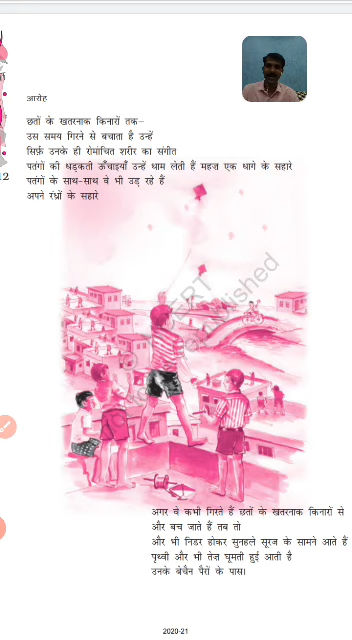 आरोह
छतों के खतरनाक किनारों तक–
उस समय गिरने से बचाता है उन्हें
सिर्फ़ उनके ही रोमांचित शरीर का संगीत
पतंगों की धड़कती ऊँचाइयाँ उन्हें थाम लेती हैं महज़ एक धागे के सहारे
पतंगों के साथ-साथ वे भी उड़ रहे हैं
अपने रंध्रों के सहारे
अगर वे कभी गिरते हैं छतों के खतरनाक किनारों से
और बच जाते हैं तब तो
और भी निडर होकर सुनहले सूरज के सामने आते हैं
पृथ्वी और भी तेज़ घूमती हुई आती है
उनके बेचैन पैरों के पास।
2020-21